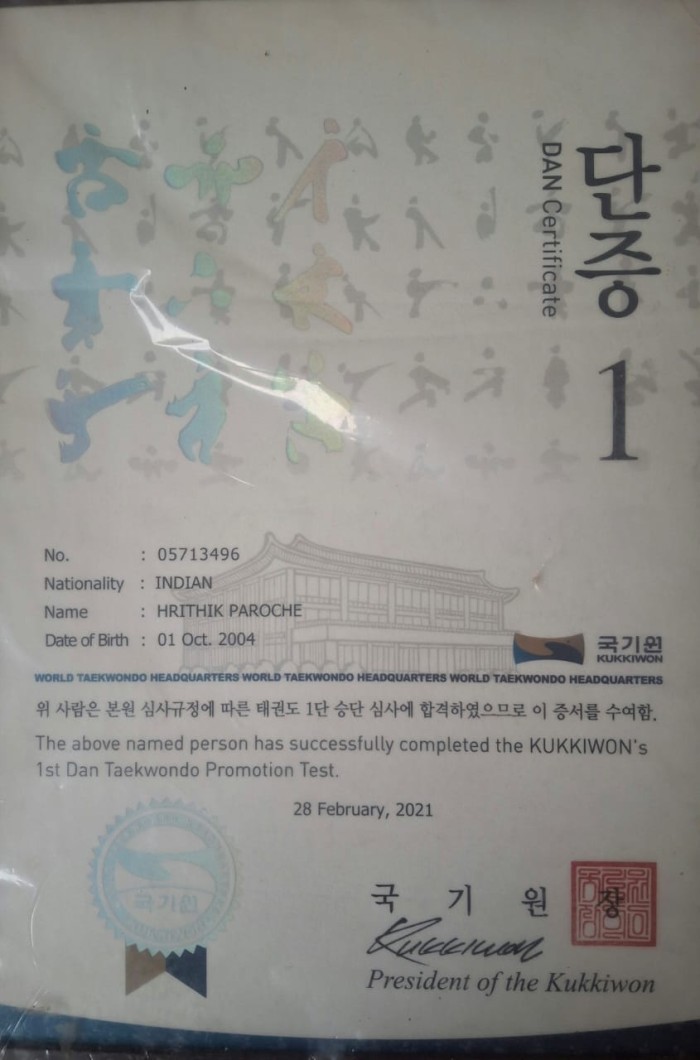 단증 1
DAN Certificate
No. : 05713496
Nationality : INDIAN
Name : HRITHIK PAROCHE
Date of Birth : 01 Oct. 2004
국기원
KUKKIWON
WORLD TAEKWONDO HEADQUARTERS WORLD TAEKWONDO HEADQUARTERS WORLD TAEKWONDO HEADQUARTERS
위 사람은 본원 심사규정에 따른 태권도 1단 승단 심사에 합격하였으므로 이 증서를 수여함.
The above named person has successfully completed the KUKKIWON's
1st Dan Taekwondo Promotion Test.
28 February, 2021
국기원
국 기 원 장
Kukkiwon
President of the Kukkiwon